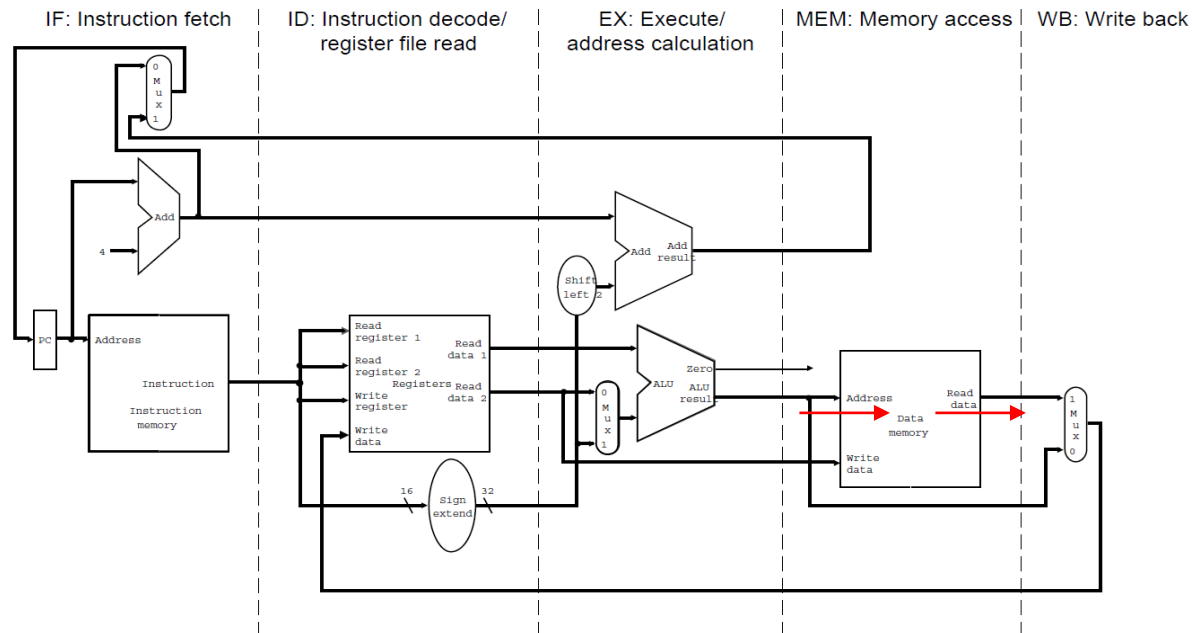 IF: Instruction fetch
ID: Instruction decode/
register file read
EX: Execute/
address calculation
MEM: Memory access
WB: Write back
0
M
u
x
1
Add
4
Add
Add
result
Shift
left 2
PC
Address
Instruction
Instruction
memory
Read
register 1
Read
register 2
Registers
Write
register
Write
data
Read
data 1
Read
data 2
0
M
u
x
1
Zero
ALU
ALU
result
Address
Read
data
Data
memory
Write
data
1
M
u
x
0
16
Sign
extend
32